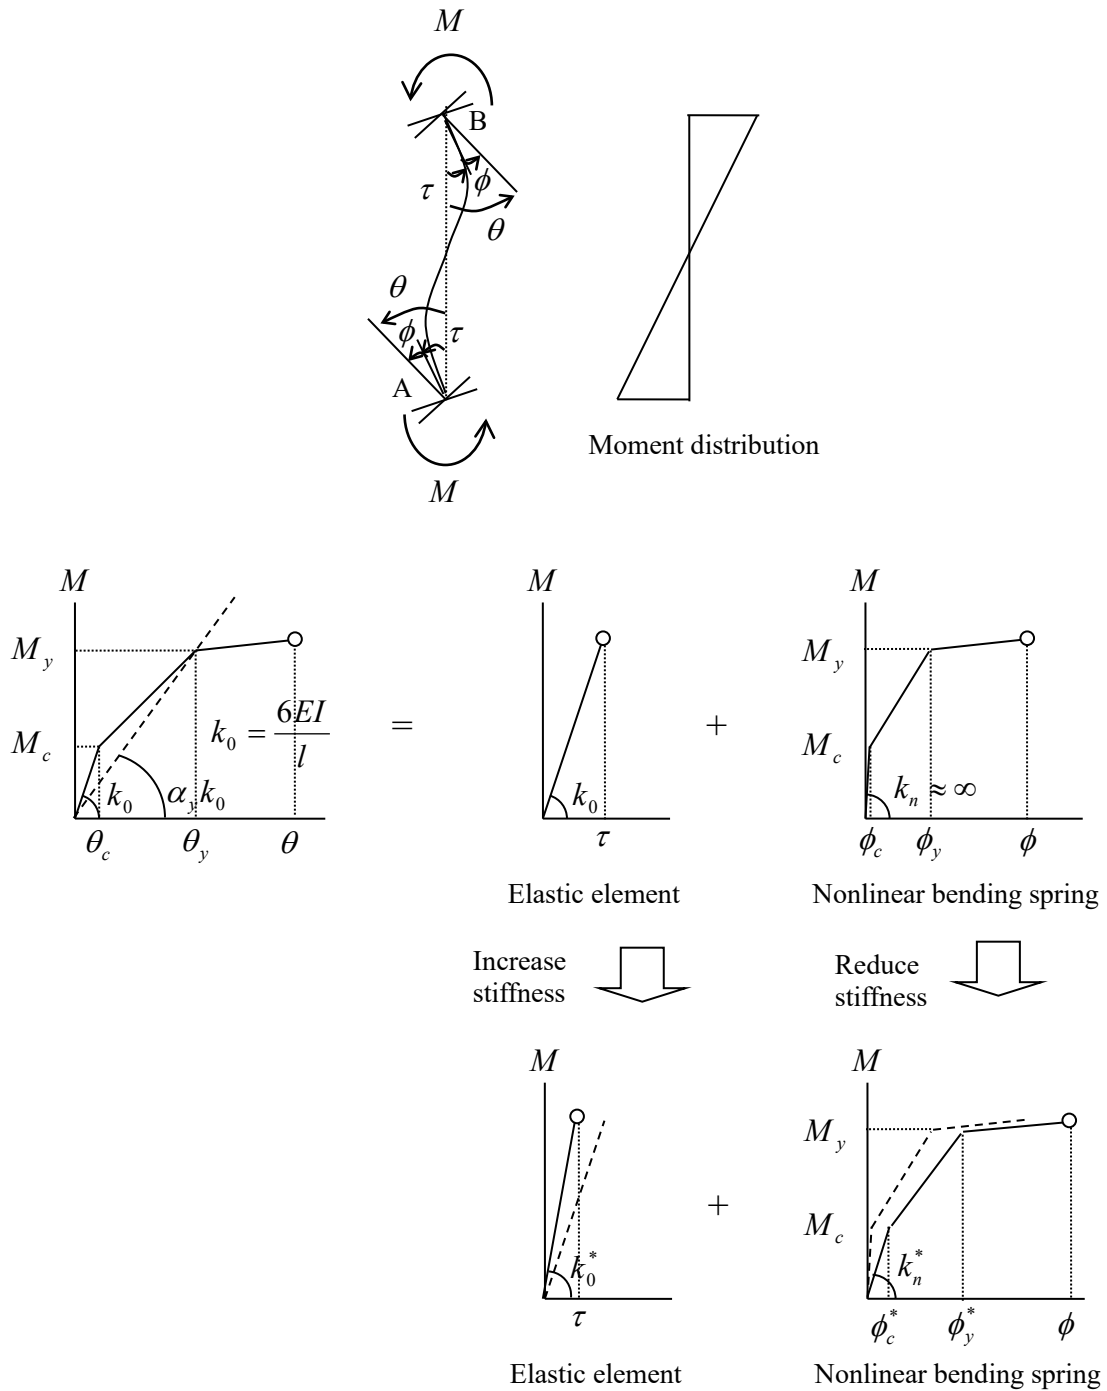 M
B
τ
ϕ
θ
θ
ϕ
τ
A
M
Moment distribution
M
M_y
M_c
k_0 = 6EI/l
k_0
α_y k_0
θ_c
θ_y
θ
=
M
k_0
τ
Elastic element
+
M
M_y
M_c
k_n ≈ ∞
ϕ_c
ϕ_y
ϕ
Nonlinear bending spring
Increase
stiffness
Reduce
stiffness
M
k_0^*
τ
Elastic element
+
M
M_y
M_c
k_n^*
ϕ_c^*
ϕ_y^*
ϕ
Nonlinear bending spring